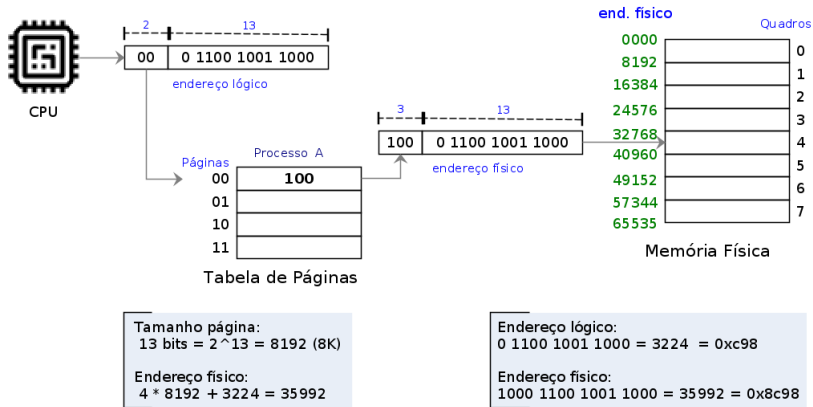 CPU
2 13
00 0 1100 1001 1000
endereço lógico
3 13
100 0 1100 1001 1000
endereço físico
Páginas
Processo A
00 100
01
10
11
Tabela de Páginas
end. físico
Quadros
0000
8192
16384
24576
32768
40960
49152
57344
65535
0
1
2
3
4
5
6
7
Memória Física
Tamanho página:
13 bits = 2^13 = 8192 (8K)
Endereço físico:
4 * 8192 + 3224 = 35992
Endereço lógico:
0 1100 1001 1000 = 3224 = 0xc98
Endereço físico:
1000 1100 1001 1000 = 35992 = 0x8c98